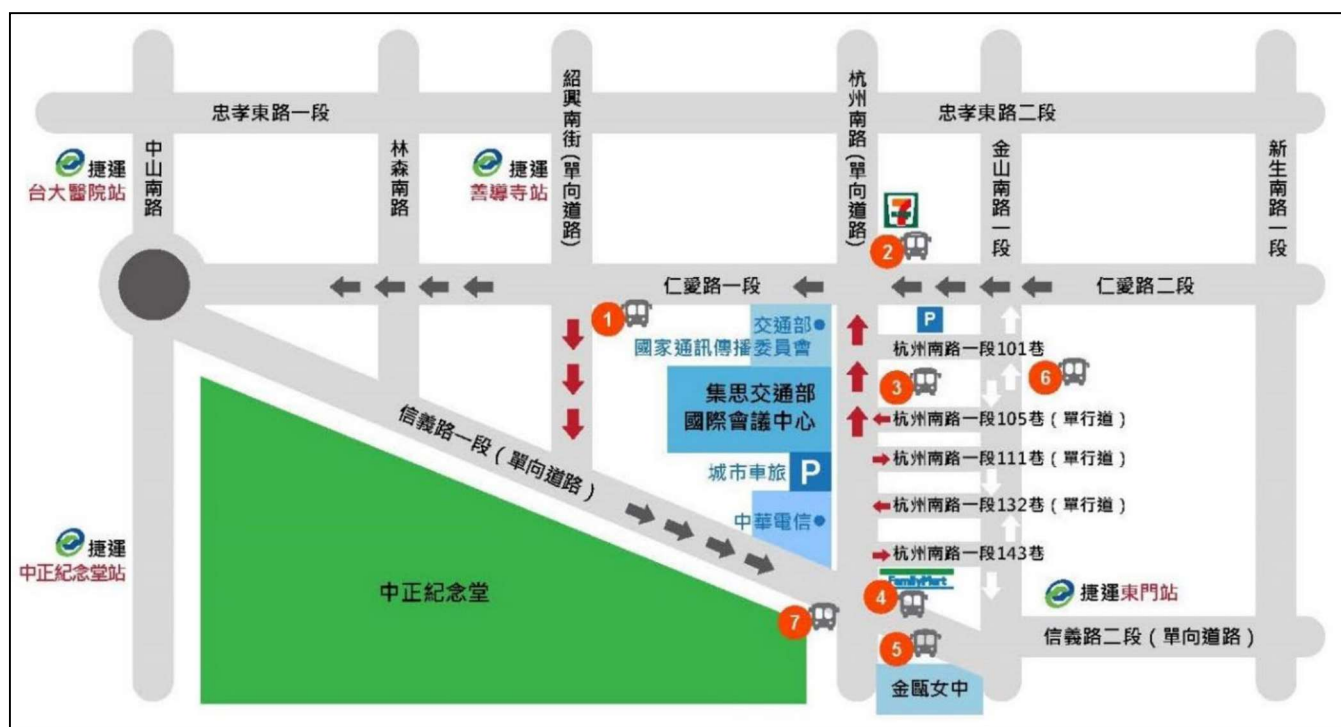 忠孝東路一段
忠孝東路二段
中山南路
林森南路
紹興南街(單向道路)
杭州南路(單向道路)
金山南路一段
新生南路一段
捷運
台大醫院站
捷運
善導寺站
7
2
仁愛路一段
仁愛路二段
1
交通部
國家通訊傳播委員會
P
杭州南路一段101巷
集思交通部
國際會議中心
3
6
杭州南路一段105巷(單行道)
信義路一段(單向道路)
杭州南路一段111巷(單行道)
城市車旅
P
杭州南路一段132巷(單行道)
中華電信
捷運
中正紀念堂站
杭州南路一段143巷
中正紀念堂
FamilyMart
4
捷運東門站
7
5
信義路二段(單向道路)
金甌女中